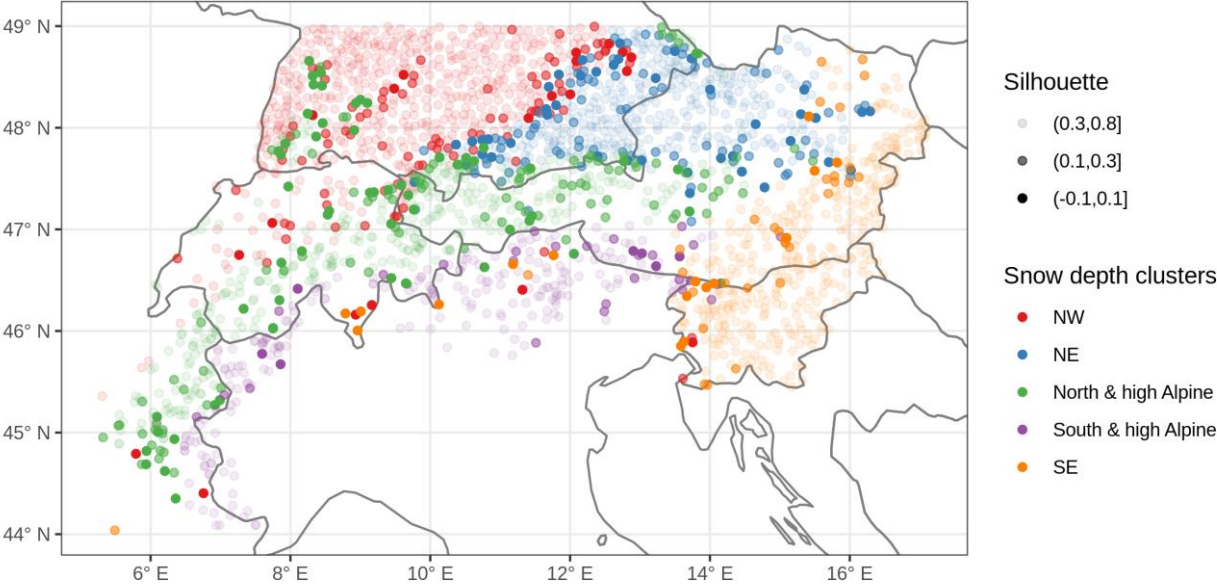 49° N
48° N
47° N
46° N
45° N
44° N
6° E
8° E
10° E
12° E
14° E
16° E
Silhouette
(0.3,0.8]
(0.1,0.3]
(-0.1,0.1]
Snow depth clusters
NW
NE
North & high Alpine
South & high Alpine
SE